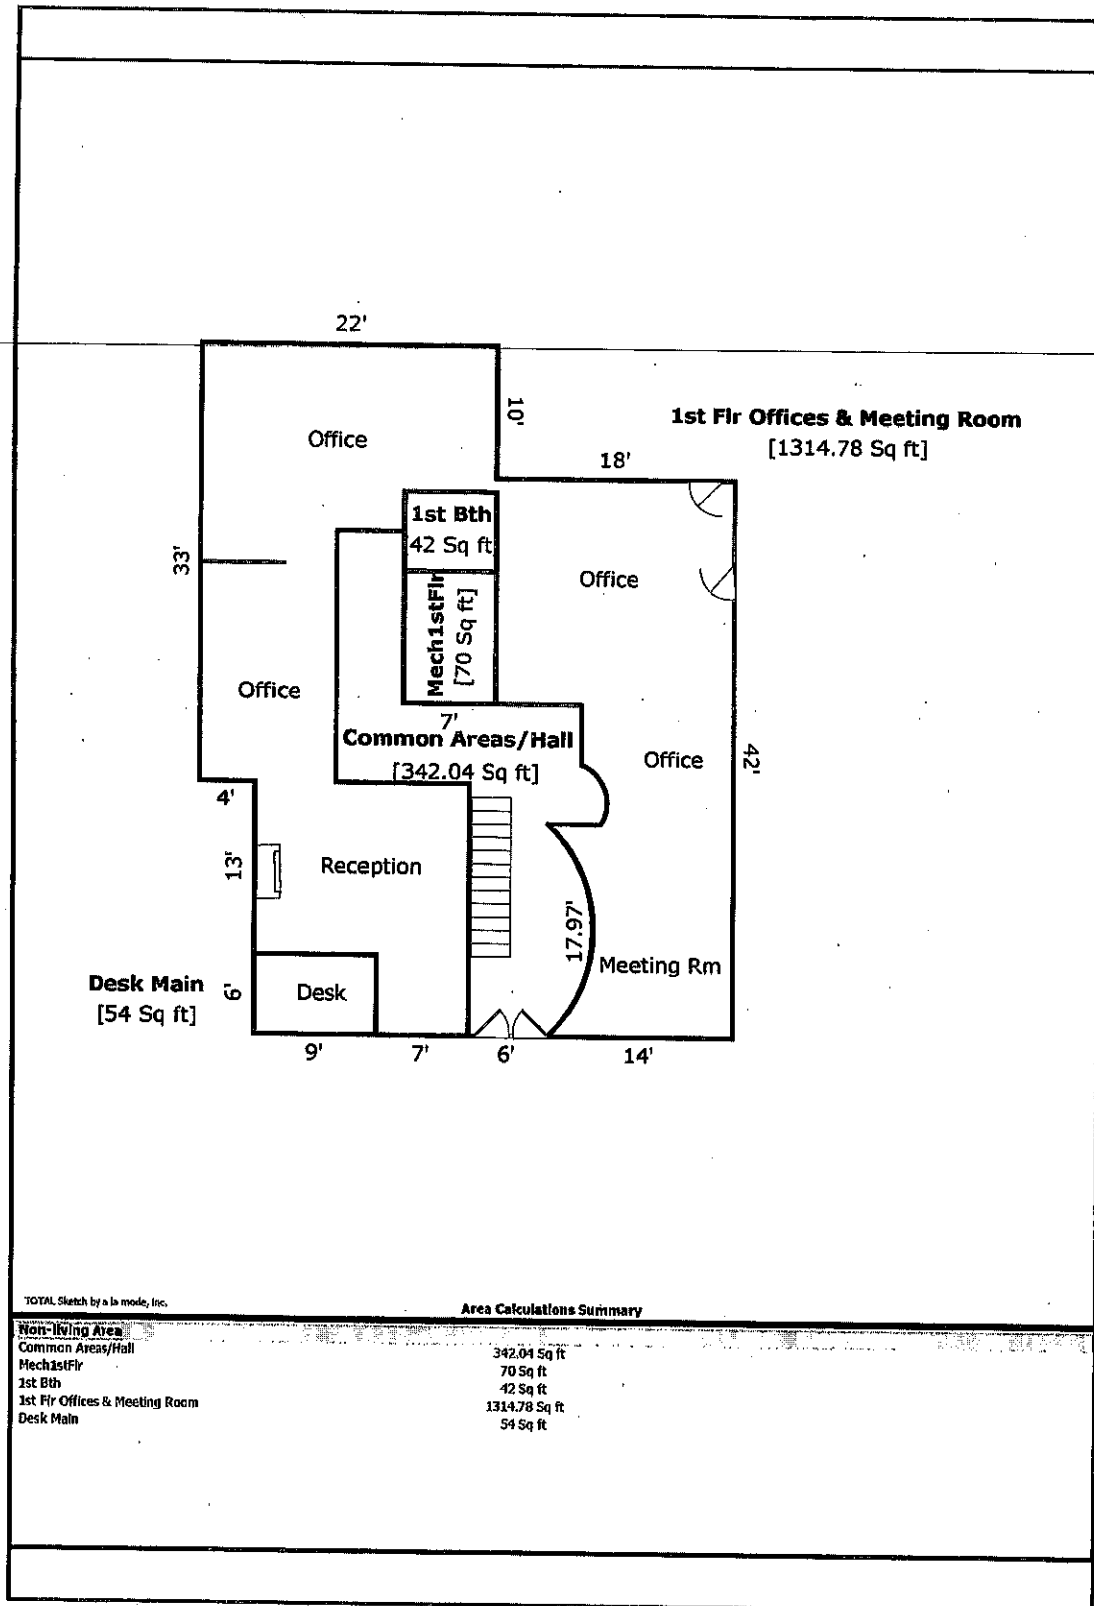 22'
10'
1st Flr Offices & Meeting Room
[1314.78 Sq ft]
18'
Office
1st Bth
42 Sq ft
33'
Office
Mech1stFlr
[70 Sq ft]
Office
7'
Common Areas/Hall
[342.04 Sq ft]
Office
42'
4'
13'
Reception
17.97'
Meeting Rm
Desk Main
[54 Sq ft]
6'
Desk
9'
7'
6'
14'
TOTAL Sketch by a la mode, inc.
Area Calculations Summary
Non-living Area
Common Areas/Hall 342.04 Sq ft
Mech1stFlr 70 Sq ft
1st Bth 42 Sq ft
1st Flr Offices & Meeting Room 1314.78 Sq ft
Desk Main 54 Sq ft